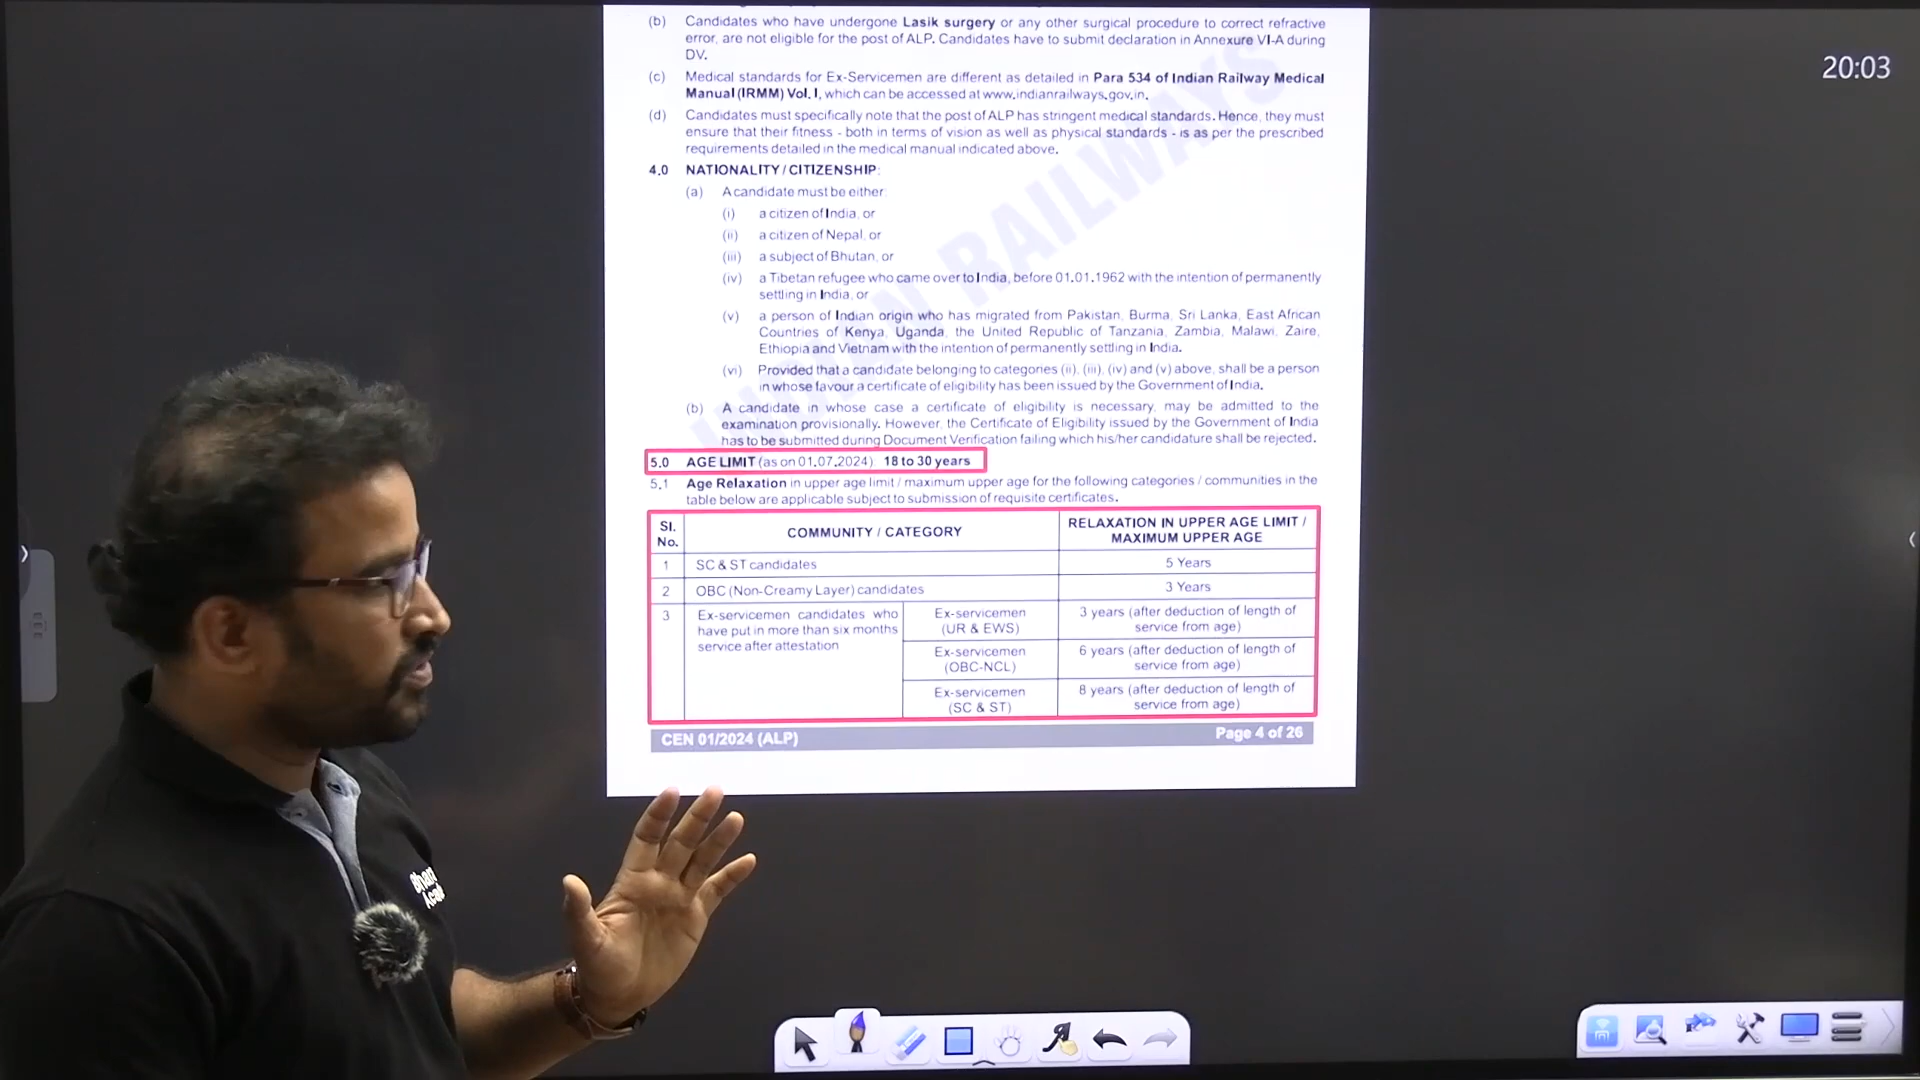 (b) Candidates who have undergone Lasik surgery or any other surgical procedure to correct refractive
error, are not eligible for the post of ALP. Candidates have to submit declaration in Annexure VI-A during
DV.
(c) Medical standards for Ex-Servicemen are different as detailed in Para 534 of Indian Railway Medical
Manual (IRMM) Vol. I, which can be accessed at www.indianrailways.gov.in.
(d) Candidates must specifically note that the post of ALP has stringent medical standards. Hence, they must
ensure that their fitness - both in terms of vision as well as physical standards - is as per the prescribed
requirements detailed in the medical manual indicated above.
4.0 NATIONALITY / CITIZENSHIP:
(a) A candidate must be either:
(i) a citizen of India, or
(ii) a citizen of Nepal, or
(iii) a subject of Bhutan, or
(iv) a Tibetan refugee who came over to India, before 01.01.1962 with the intention of permanently
settling in India, or
(v) a person of Indian origin who has migrated from Pakistan, Burma, Sri Lanka, East African
Countries of Kenya, Uganda, the United Republic of Tanzania, Zambia, Malawi, Zaire,
Ethiopia and Vietnam with the intention of permanently settling in India.
(vi) Provided that a candidate belonging to categories (ii), (iii), (iv) and (v) above, shall be a person
in whose favour a certificate of eligibility has been issued by the Government of India.
(b) A candidate in whose case a certificate of eligibility is necessary, may be admitted to the
examination provisionally. However, the Certificate of Eligibility issued by the Government of India
has to be submitted during Document Verification failing which his/her candidature shall be rejected.
5.0 AGE LIMIT (as on 01.07.2024) 18 to 30 years
5.1 Age Relaxation in upper age limit / maximum upper age for the following categories / communities in the
table below are applicable subject to submission of requisite certificates.
Sl. No. COMMUNITY / CATEGORY RELAXATION IN UPPER AGE LIMIT / MAXIMUM UPPER AGE
1 SC & ST candidates 5 Years
2 OBC (Non-Creamy Layer) candidates 3 Years
3 Ex-servicemen candidates who have put in more than six months service after attestation
Ex-servicemen (UR & EWS) 3 years (after deduction of length of service from age)
Ex-servicemen (OBC-NCL) 6 years (after deduction of length of service from age)
Ex-servicemen (SC & ST) 8 years (after deduction of length of service from age)
CEN 01/2024 (ALP) Page 4 of 26
INDIAN RAILWAYS
20:03